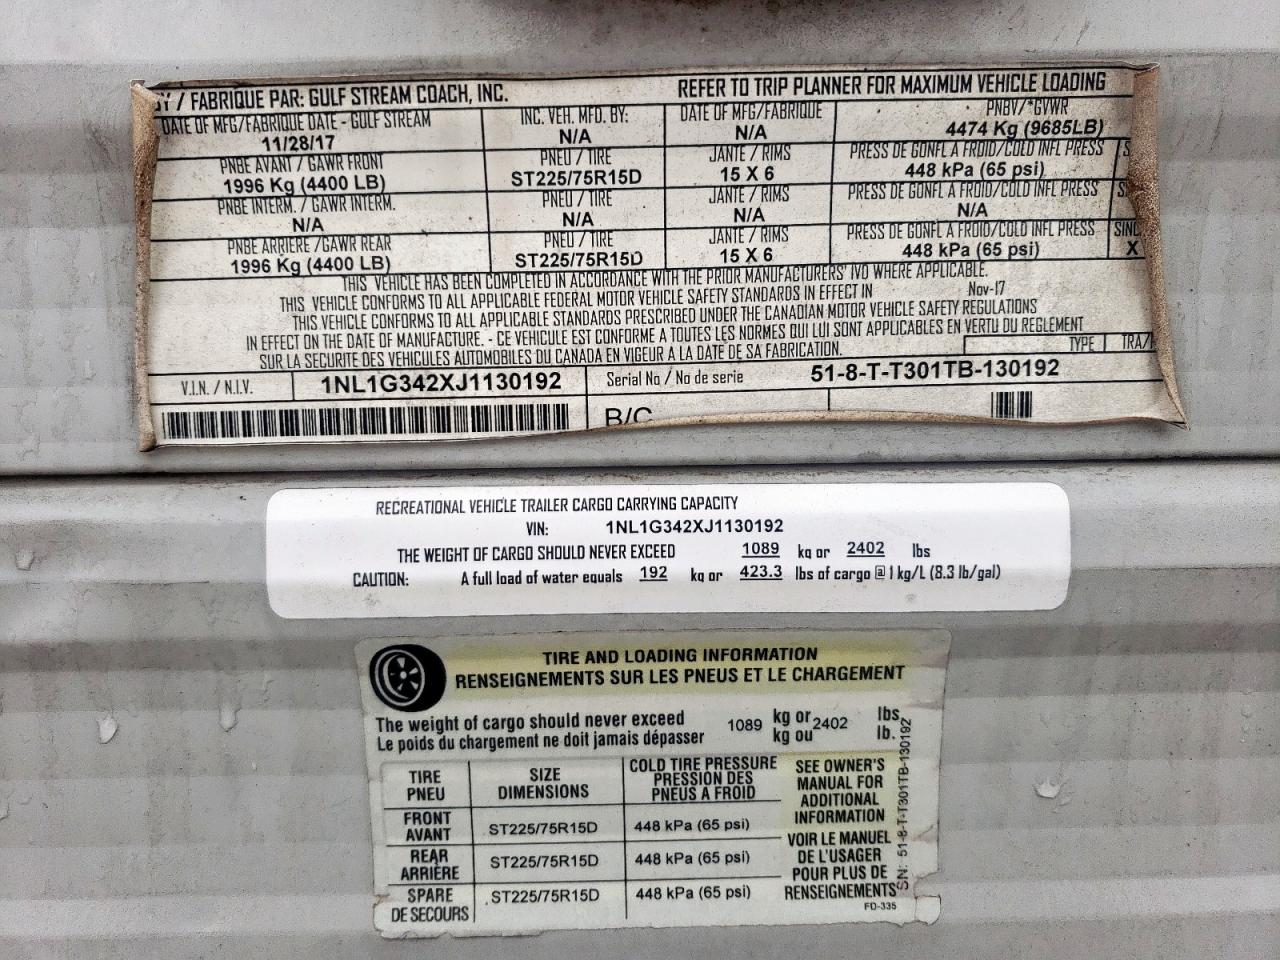 / FABRIQUE PAR: GULF STREAM COACH, INC. REFER TO TRIP PLANNER FOR MAXIMUM VEHICLE LOADING
DATE OF MFG/FABRIQUE DATE - GULF STREAM INC. VEH. MFD. BY: DATE OF MFG/FABRIQUE PNBV/*GVWR
11/28/17 N/A N/A 4474 Kg (9685LB)
PNBE AVANT / GAWR FRONT PNEU / TIRE JANTE / RIMS PRESS DE GONFL A FROID/COLD INFL PRESS
1996 Kg (4400 LB) ST225/75R15D 15 X 6 448 kPa (65 psi)
PNBE INTERM. / GAWR INTERM. PNEU / TIRE JANTE / RIMS PRESS DE GONFL A FROID/COLD INFL PRESS
N/A N/A N/A N/A
PNBE ARRIERE /GAWR REAR PNEU / TIRE JANTE / RIMS PRESS DE GONFL A FROID/COLD INFL PRESS
1996 Kg (4400 LB) ST225/75R15D 15 X 6 448 kPa (65 psi) X
THIS VEHICLE HAS BEEN COMPLETED IN ACCORDANCE WITH THE PRIOR MANUFACTURERS' IVD WHERE APPLICABLE.
THIS VEHICLE CONFORMS TO ALL APPLICABLE FEDERAL MOTOR VEHICLE SAFETY STANDARDS IN EFFECT IN Nov-17
THIS VEHICLE CONFORMS TO ALL APPLICABLE STANDARDS PRESCRIBED UNDER THE CANADIAN MOTOR VEHICLE SAFETY REGULATIONS
IN EFFECT ON THE DATE OF MANUFACTURE. - CE VEHICULE EST CONFORME A TOUTES LES NORMES QUI LUI SONT APPLICABLES EN VERTU DU REGLEMENT
SUR LA SECURITE DES VEHICULES AUTOMOBILES DU CANADA EN VIGEUR A LA DATE DE SA FABRICATION. TYPE TRA/
V.I.N. / N.I.V. 1NL1G342XJ1130192 Serial No / No de serie 51-8-T-T301TB-130192
B/C
RECREATIONAL VEHICLE TRAILER CARGO CARRYING CAPACITY
VIN: 1NL1G342XJ1130192
THE WEIGHT OF CARGO SHOULD NEVER EXCEED 1089 kg or 2402 lbs
CAUTION: A full load of water equals 192 kg or 423.3 lbs of cargo @ 1 kg/L (8.3 lb/gal)
TIRE AND LOADING INFORMATION
RENSEIGNEMENTS SUR LES PNEUS ET LE CHARGEMENT
The weight of cargo should never exceed 1089 kg or 2402 lbs.
Le poids du chargement ne doit jamais dépasser kg ou lb.
TIRE SIZE COLD TIRE PRESSURE
PNEU DIMENSIONS PRESSION DES
PNEUS A FROID
FRONT ST225/75R15D 448 kPa (65 psi)
AVANT
REAR ST225/75R15D 448 kPa (65 psi)
ARRIÈRE
SPARE ST225/75R15D 448 kPa (65 psi)
DE SECOURS
SEE OWNER'S
MANUAL FOR
ADDITIONAL
INFORMATION
VOIR LE MANUEL
DE L'USAGER
POUR PLUS DE
RENSEIGNEMENTS
FD-335
SN: 51-8-T-T301TB-130192